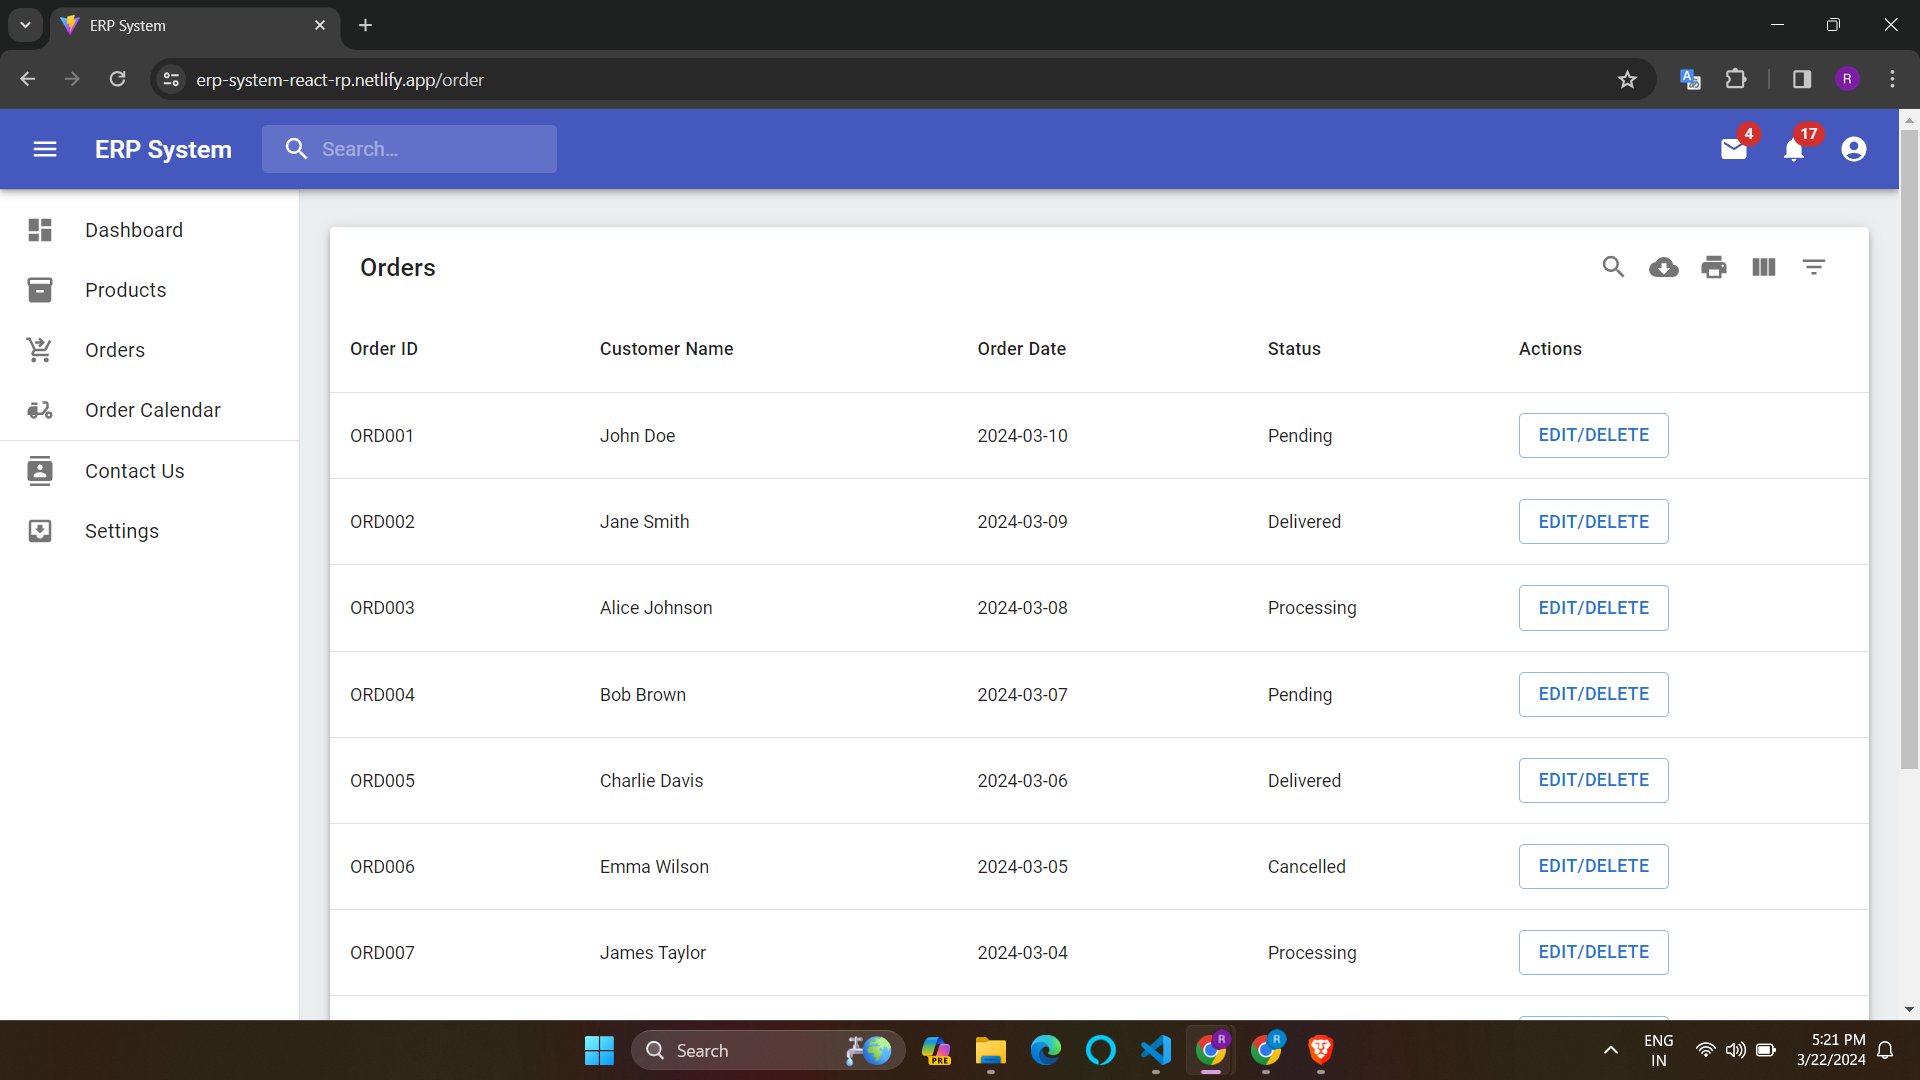 ERP System
erp-system-react-rp.netlify.app/order
R
ERP System
Search...
4
17
Dashboard
Products
Orders
Order Calendar
Contact Us
Settings
Orders
Order ID Customer Name Order Date Status Actions
ORD001 John Doe 2024-03-10 Pending EDIT/DELETE
ORD002 Jane Smith 2024-03-09 Delivered EDIT/DELETE
ORD003 Alice Johnson 2024-03-08 Processing EDIT/DELETE
ORD004 Bob Brown 2024-03-07 Pending EDIT/DELETE
ORD005 Charlie Davis 2024-03-06 Delivered EDIT/DELETE
ORD006 Emma Wilson 2024-03-05 Cancelled EDIT/DELETE
ORD007 James Taylor 2024-03-04 Processing EDIT/DELETE
Search
PRE
R
R
ENG
IN
5:21 PM
3/22/2024